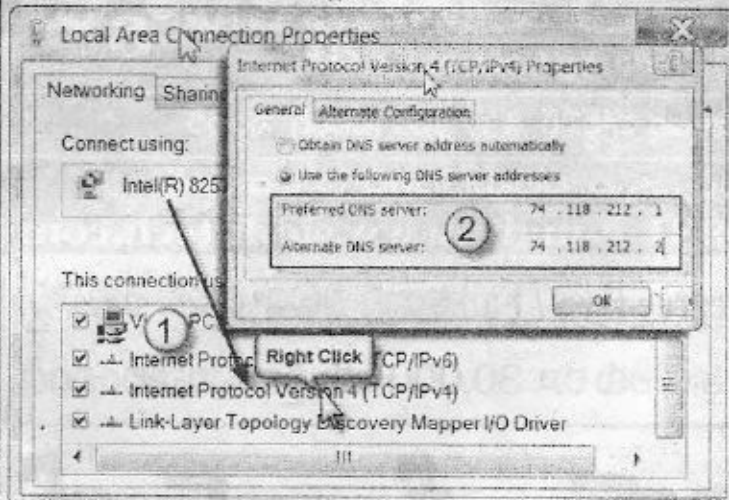 Local Area Connection Properties
Internet Protocol Version 4 (TCP/IPv4) Properties
Networking Sharing
General Alternate Configuration
Connect using:
Obtain DNS server address automatically
Intel(R) 825
Use the following DNS server addresses
Preferred DNS server: 74 . 118 . 212 . 1
2
Alternate DNS server: 74 . 118 . 212 . 2
This connection us
OK
1
PC
Right Click
Internet Protoc TCP/IPv6)
Internet Protocol Version 4 (TCP/IPv4)
Link-Layer Topology Discovery Mapper I/O Driver